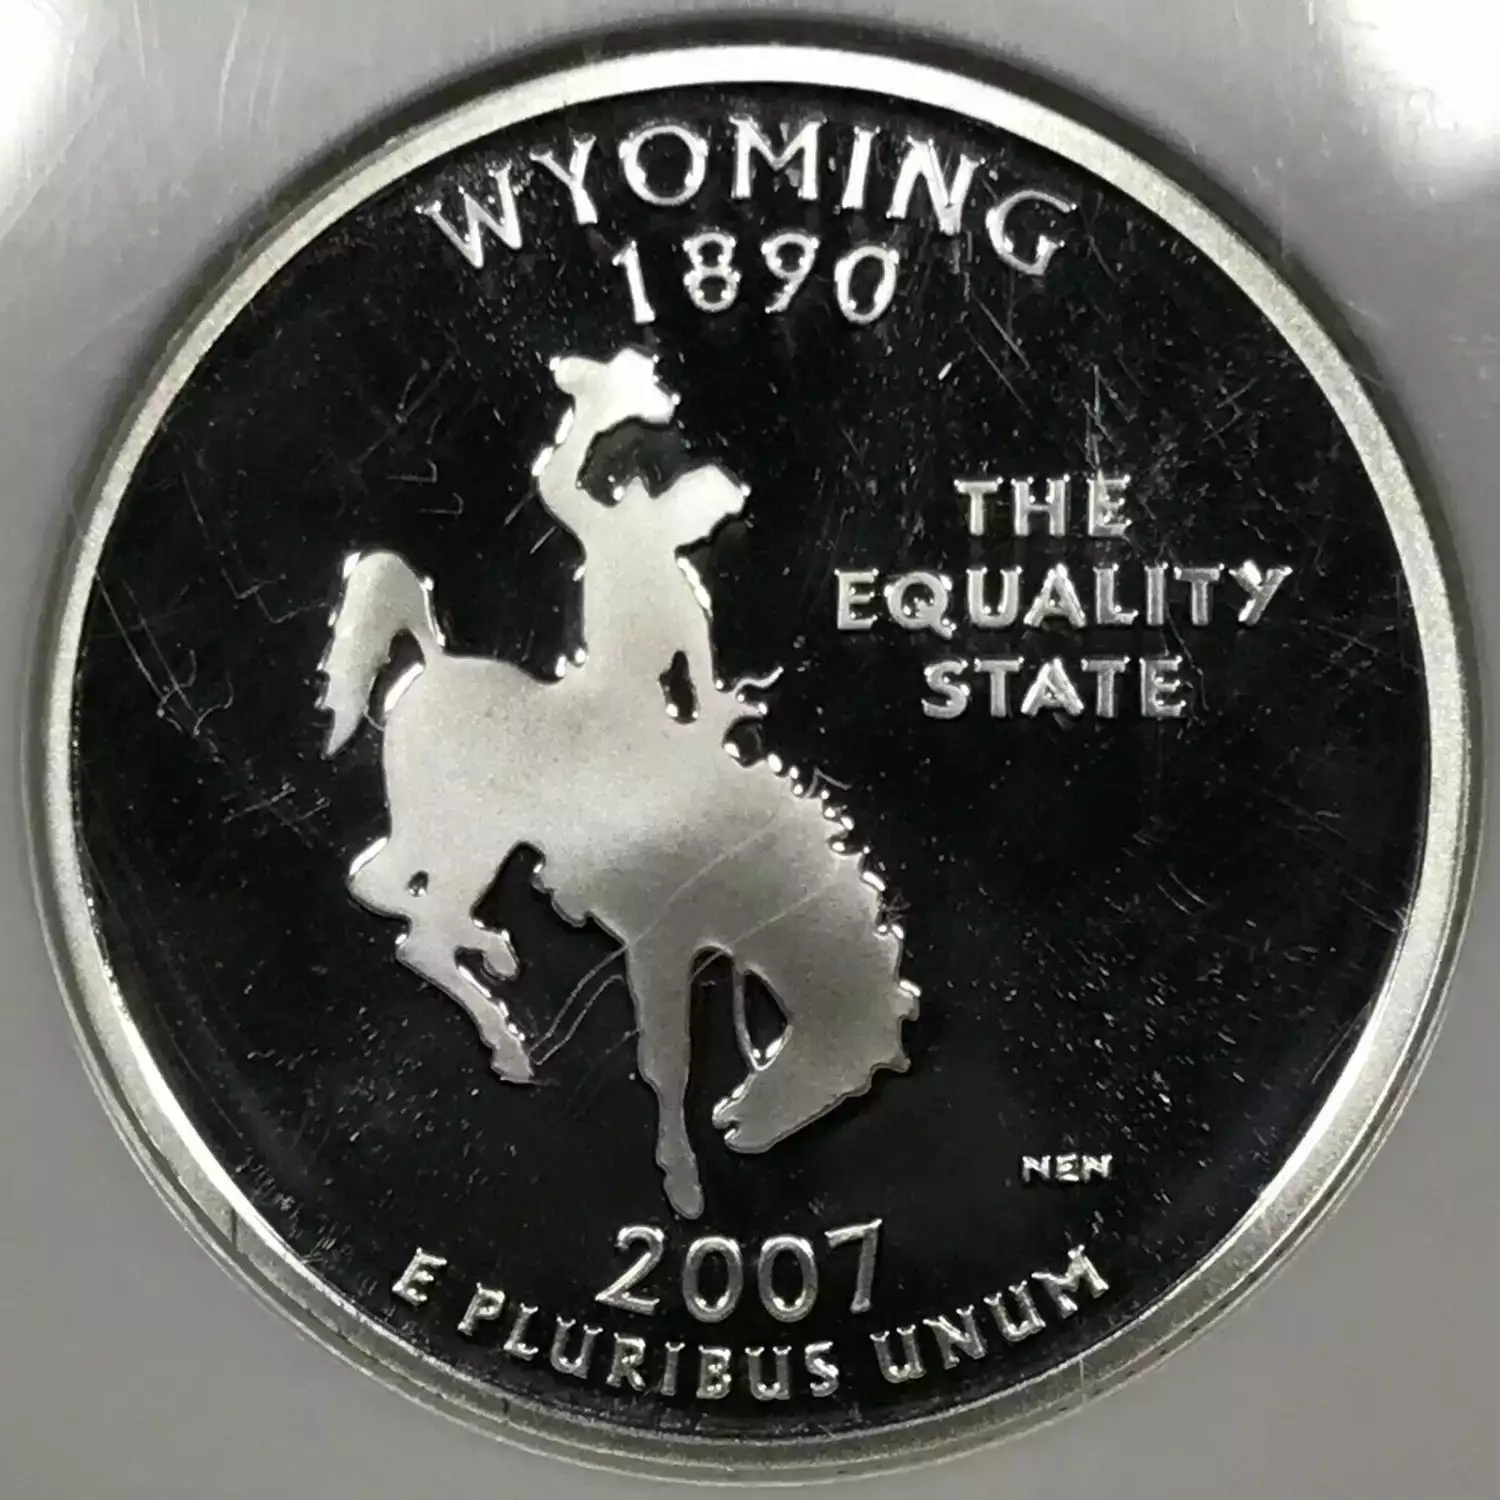 WYOMING
1890
THE
EQUALITY
STATE
NEN
2007
E PLURIBUS UNUM